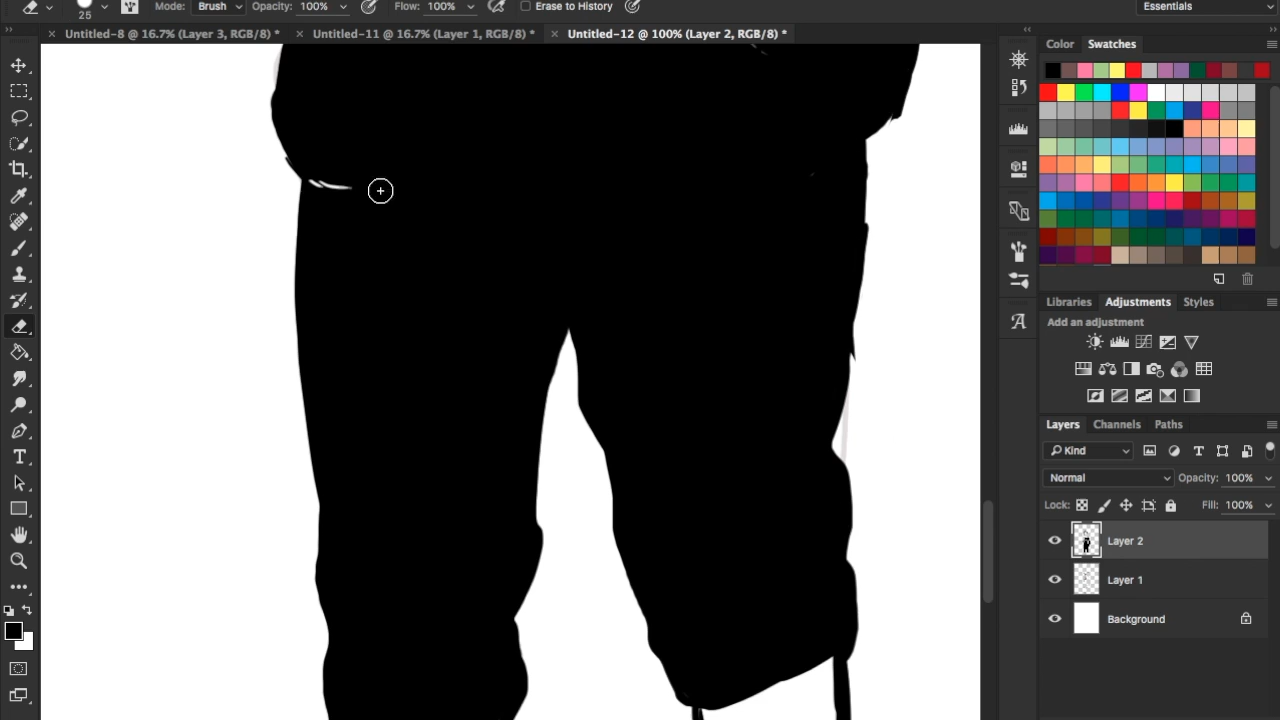 Mode: Brush Opacity: 100% Flow: 100% Erase to History Essentials
25
Untitled-8 @ 16.7% (Layer 3, RGB/8) * Untitled-11 @ 16.7% (Layer 1, RGB/8) * Untitled-12 @ 100% (Layer 2, RGB/8) *
Color Swatches
Libraries Adjustments Styles
Add an adjustment
Layers Channels Paths
Kind
Normal Opacity: 100%
Lock: Fill: 100%
Layer 2
Layer 1
Background